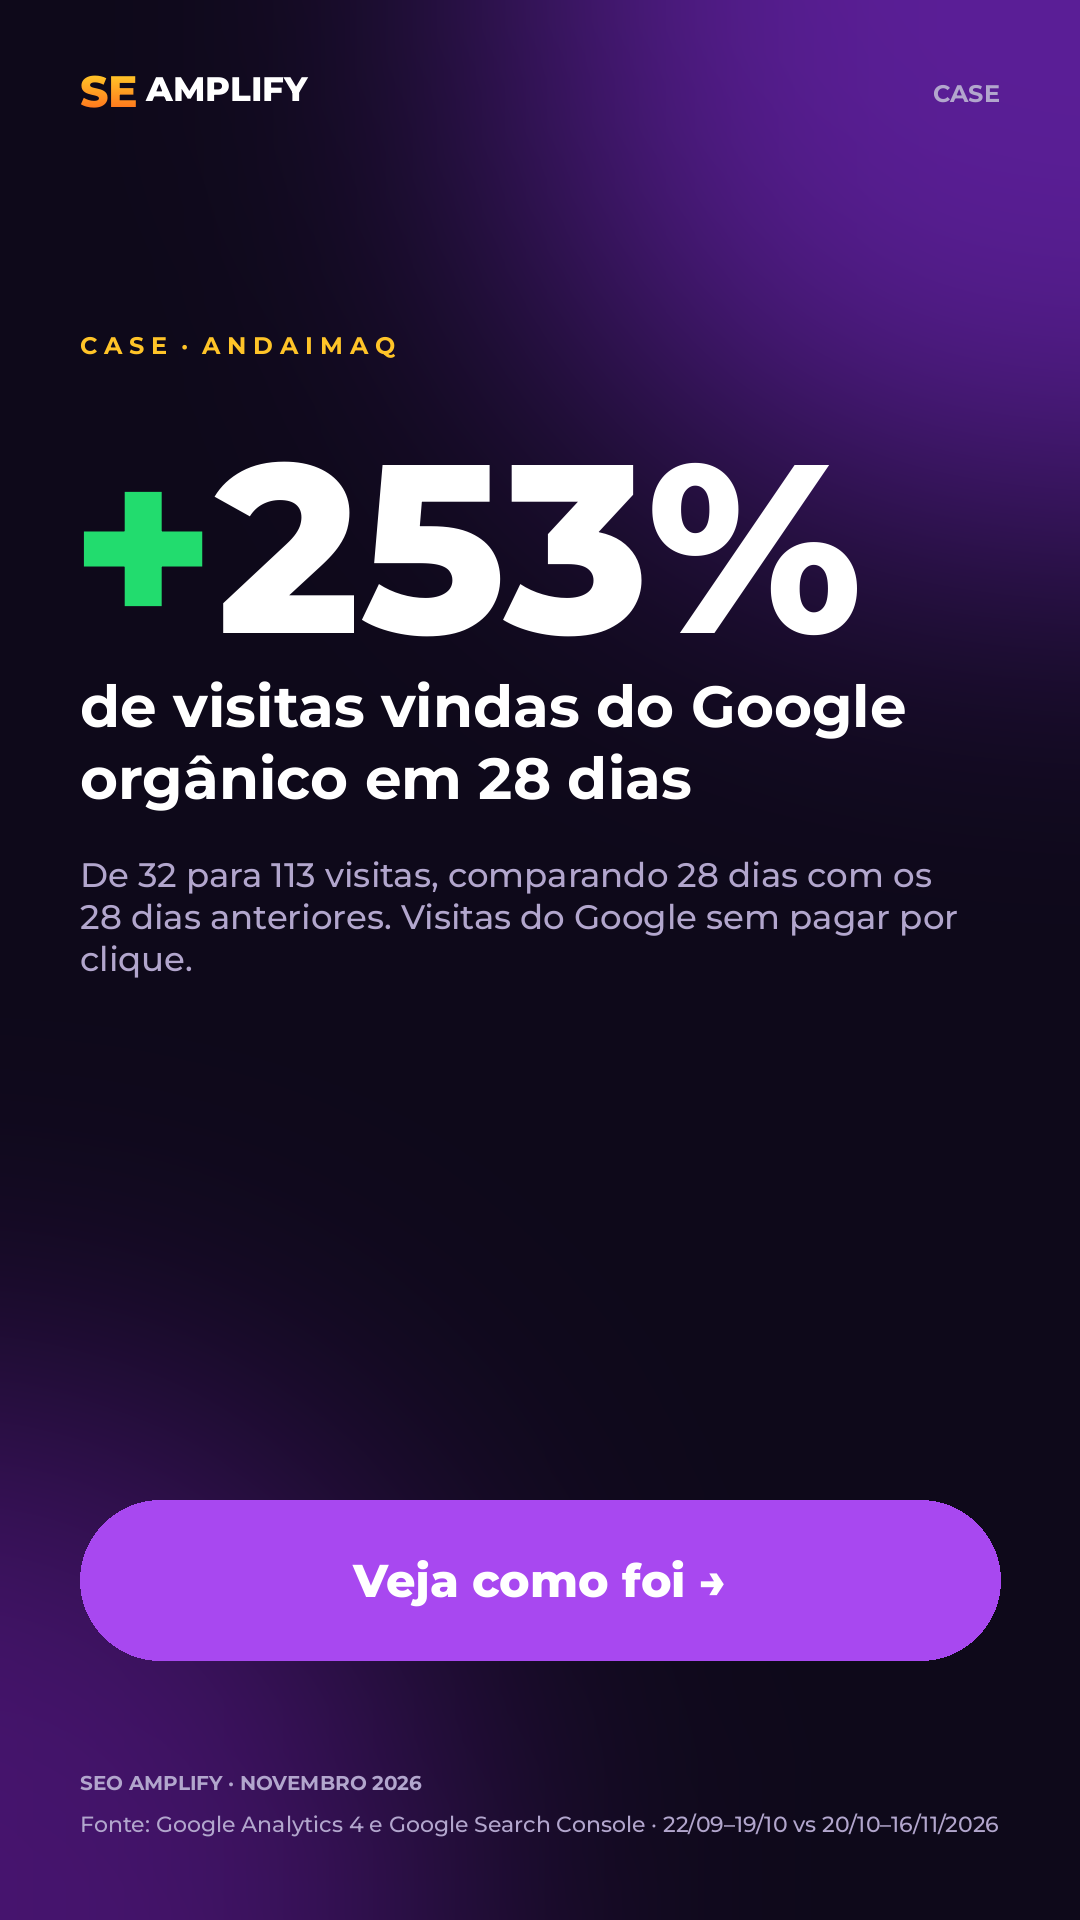 SE AMPLIFY
CASE
CASE · ANDAIMAQ
+253%
de visitas vindas do Google
orgânico em 28 dias
De 32 para 113 visitas, comparando 28 dias com os
28 dias anteriores. Visitas do Google sem pagar por
clique.
Veja como foi →
SEO AMPLIFY · NOVEMBRO 2026
Fonte: Google Analytics 4 e Google Search Console · 22/09–19/10 vs 20/10–16/11/2026